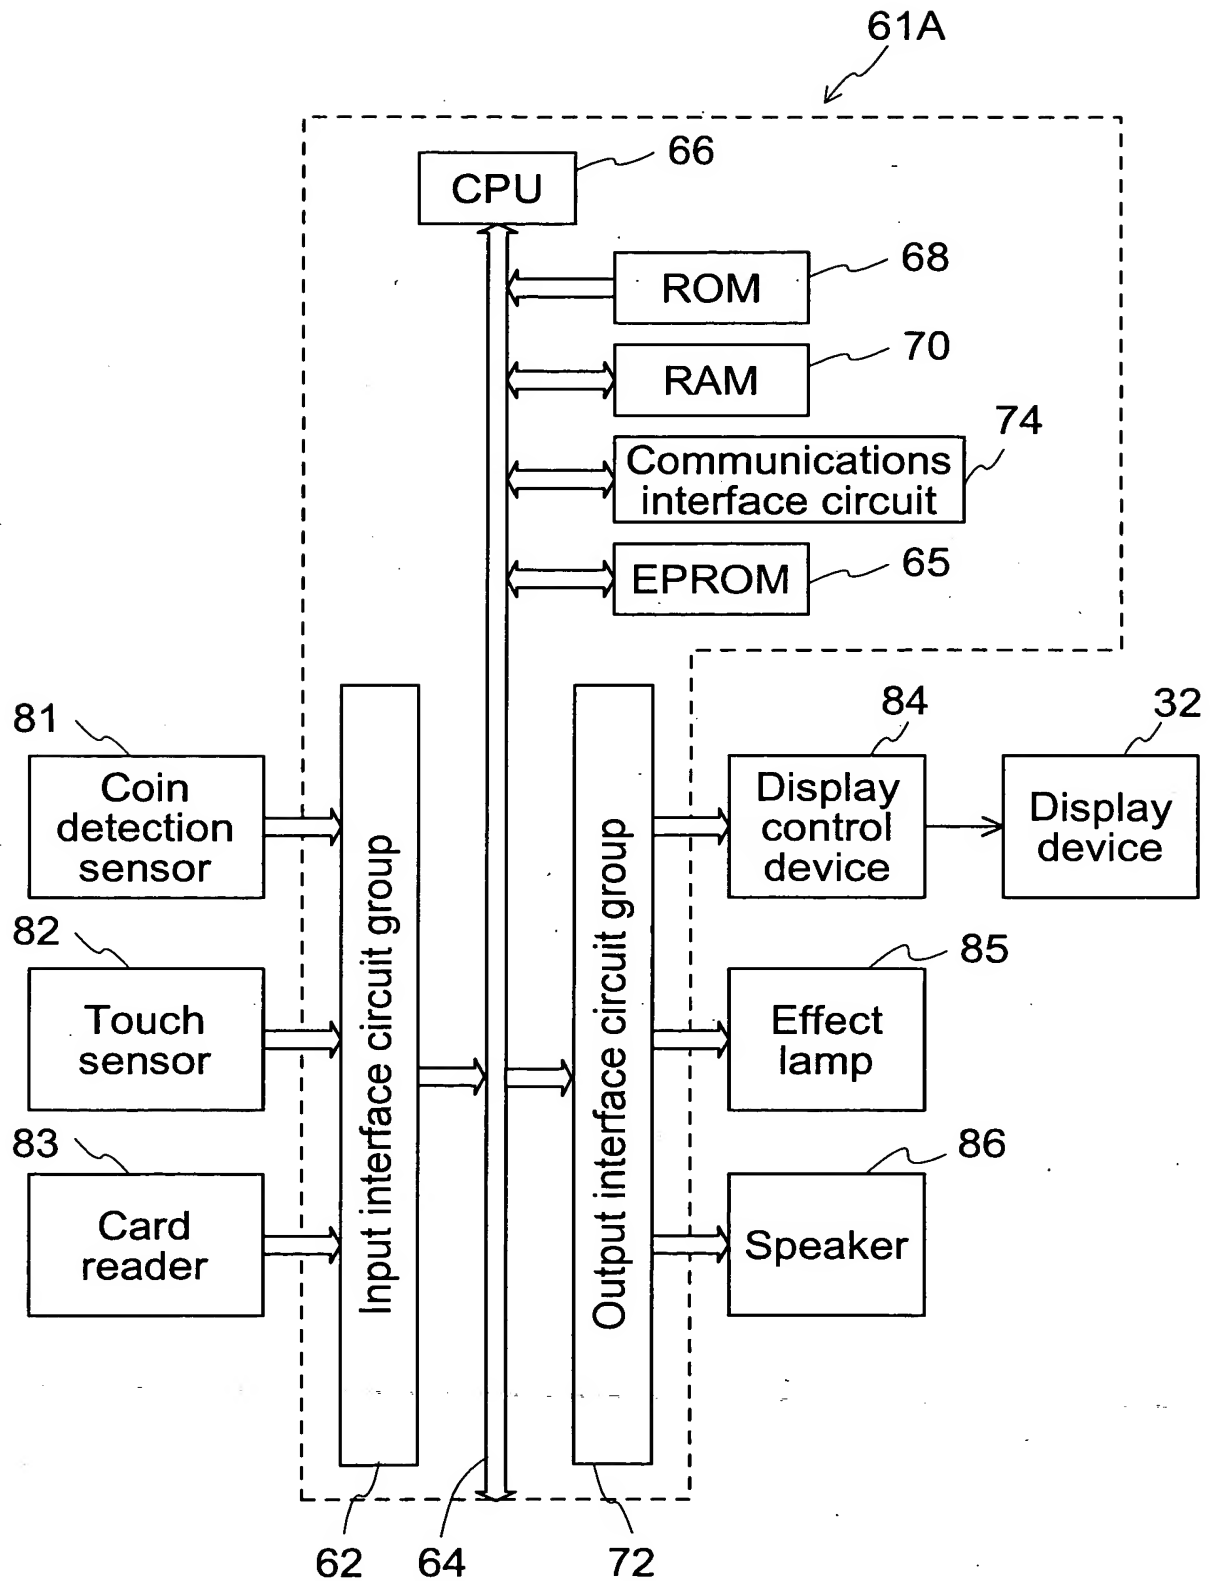 61A
66
CPU
68
ROM
70
RAM
74
Communications
interface circuit
65
EPROM
81
Coin
detection
sensor
82
Touch
sensor
83
Card
reader
Input interface circuit group
Output interface circuit group
84
Display
control
device
32
Display
device
85
Effect
lamp
86
Speaker
62
64
72